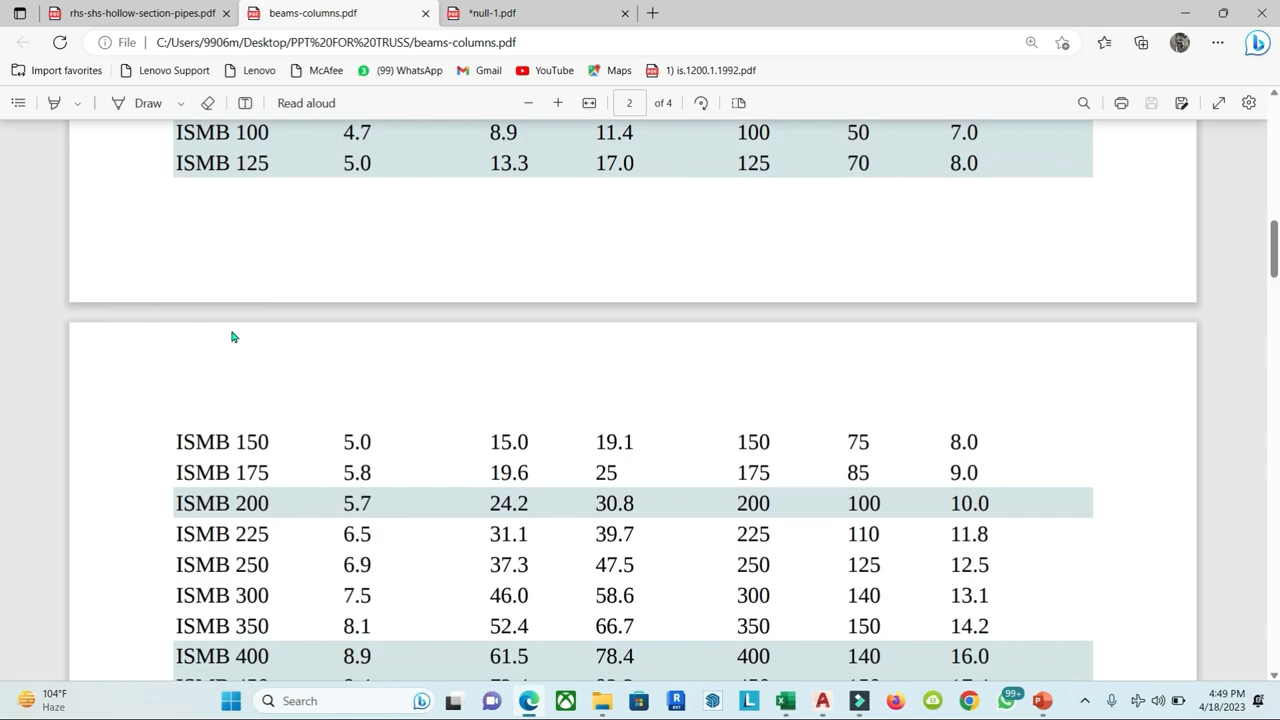 rhs-shs-hollow-section-pipes.pdf
beams-columns.pdf
*null-1.pdf
File
C:/Users/9906m/Desktop/PPT%20FOR%20TRUSS/beams-columns.pdf
Import favorites
Lenovo Support
Lenovo
McAfee
(99) WhatsApp
Gmail
YouTube
Maps
1) is.1200.1.1992.pdf
Draw
Read aloud
2 of 4
ISMB 100 4.7 8.9 11.4 100 50 7.0
ISMB 125 5.0 13.3 17.0 125 70 8.0
ISMB 150 5.0 15.0 19.1 150 75 8.0
ISMB 175 5.8 19.6 25 175 85 9.0
ISMB 200 5.7 24.2 30.8 200 100 10.0
ISMB 225 6.5 31.1 39.7 225 110 11.8
ISMB 250 6.9 37.3 47.5 250 125 12.5
ISMB 300 7.5 46.0 58.6 300 140 13.1
ISMB 350 8.1 52.4 66.7 350 150 14.2
ISMB 400 8.9 61.5 78.4 400 140 16.0
104°F
Haze
Search
99+
4:49 PM
4/18/2023